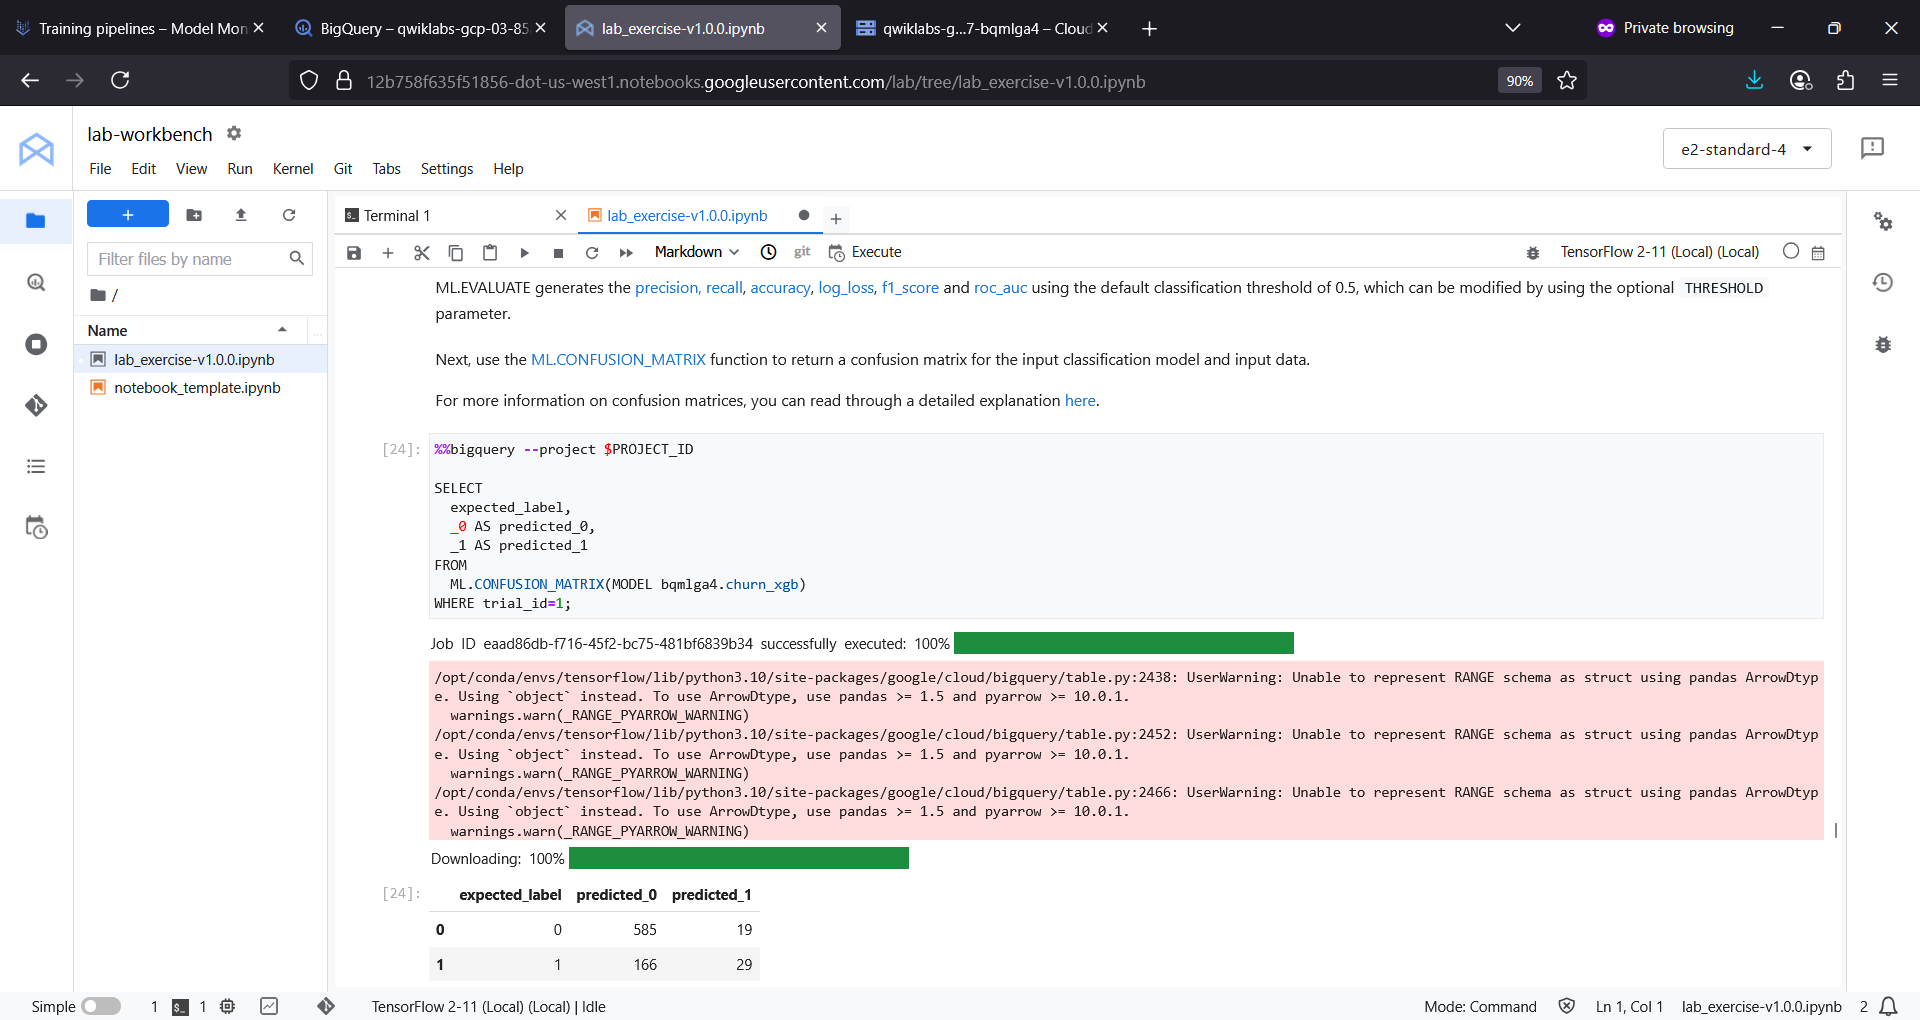 Training pipelines – Model Mon
BigQuery – qwiklabs-gcp-03-85
lab_exercise-v1.0.0.ipynb
qwiklabs-g...7-bqmlga4 – Cloud
Private browsing
12b758f635f51856-dot-us-west1.notebooks.googleusercontent.com/lab/tree/lab_exercise-v1.0.0.ipynb
90%
lab-workbench
e2-standard-4
File Edit View Run Kernel Git Tabs Settings Help
Filter files by name
/
Name
lab_exercise-v1.0.0.ipynb
notebook_template.ipynb
Terminal 1
lab_exercise-v1.0.0.ipynb
Markdown
git
Execute
TensorFlow 2-11 (Local) (Local)
ML.EVALUATE generates the precision, recall, accuracy, log_loss, f1_score and roc_auc using the default classification threshold of 0.5, which can be modified by using the optional THRESHOLD
parameter.
Next, use the ML.CONFUSION_MATRIX function to return a confusion matrix for the input classification model and input data.
For more information on confusion matrices, you can read through a detailed explanation here.
[24]: %%bigquery --project $PROJECT_ID
SELECT
expected_label,
_0 AS predicted_0,
_1 AS predicted_1
FROM
ML.CONFUSION_MATRIX(MODEL bqmlga4.churn_xgb)
WHERE trial_id=1;
Job ID eaad86db-f716-45f2-bc75-481bf6839b34 successfully executed: 100%
/opt/conda/envs/tensorflow/lib/python3.10/site-packages/google/cloud/bigquery/table.py:2438: UserWarning: Unable to represent RANGE schema as struct using pandas ArrowDtyp
e. Using `object` instead. To use ArrowDtype, use pandas >= 1.5 and pyarrow >= 10.0.1.
warnings.warn(_RANGE_PYARROW_WARNING)
/opt/conda/envs/tensorflow/lib/python3.10/site-packages/google/cloud/bigquery/table.py:2452: UserWarning: Unable to represent RANGE schema as struct using pandas ArrowDtyp
e. Using `object` instead. To use ArrowDtype, use pandas >= 1.5 and pyarrow >= 10.0.1.
warnings.warn(_RANGE_PYARROW_WARNING)
/opt/conda/envs/tensorflow/lib/python3.10/site-packages/google/cloud/bigquery/table.py:2466: UserWarning: Unable to represent RANGE schema as struct using pandas ArrowDtyp
e. Using `object` instead. To use ArrowDtype, use pandas >= 1.5 and pyarrow >= 10.0.1.
warnings.warn(_RANGE_PYARROW_WARNING)
Downloading: 100%
[24]: expected_label predicted_0 predicted_1
0 0 585 19
1 1 166 29
Simple 1 1 TensorFlow 2-11 (Local) (Local) | Idle Mode: Command Ln 1, Col 1 lab_exercise-v1.0.0.ipynb 2